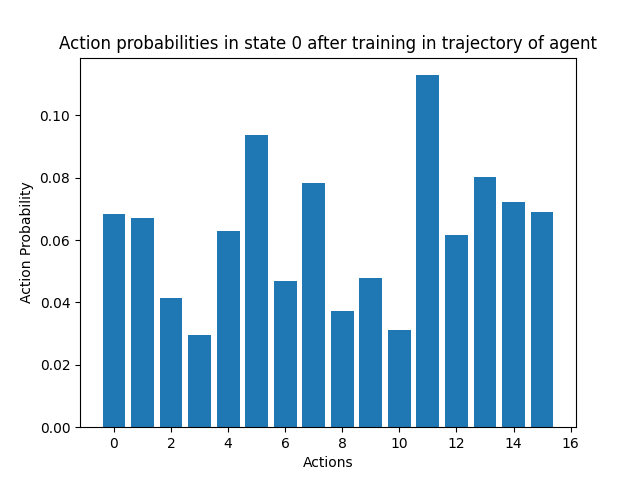 Action probabilities in state 0 after training in trajectory of agent
Action Probability
0.10
0.08
0.06
0.04
0.02
0.00
0 2 4 6 8 10 12 14 16
Actions